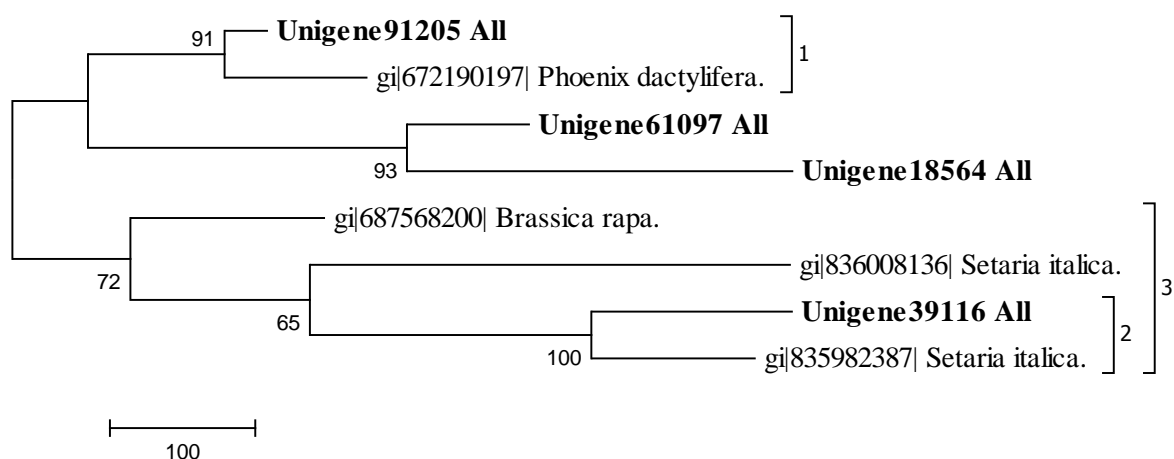 91
Unigene91205 All
1
gi|672190197| Phoenix dactylifera.
Unigene61097 All
93
Unigene18564 All
gi|687568200| Brassica rapa.
72
gi|836008136| Setaria italica.
3
65
Unigene39116 All
2
100
gi|835982387| Setaria italica.
100